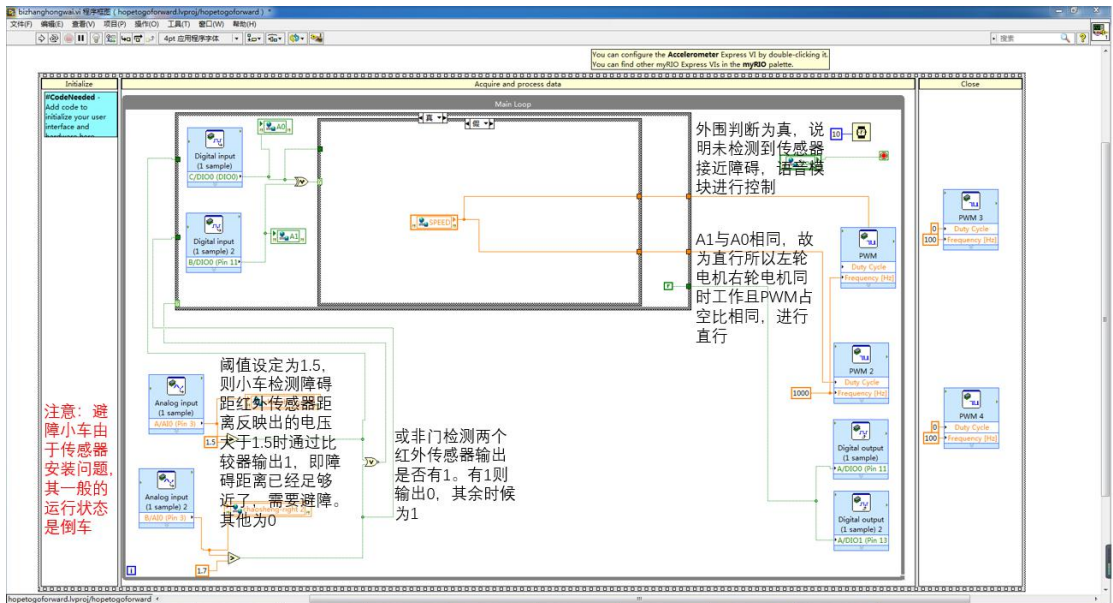 bizhanghongwai.vi 程序框图 ( hopetogoforward.lvproj/hopetogoforward ) *
文件(F) 编辑(E) 查看(V) 项目(P) 操作(O) 工具(T) 窗口(W) 帮助(H)
4pt 应用程序字体
搜索
You can configure the Accelerometer Express VI by double-clicking it.
You can find other myRIO Express VIs in the myRIO palette.
Initialize
Acquire and process data
Close
#CodeNeeded -
Add code to
initialize your user
interface and
hardware here
Main Loop
真
假
A0
Digital input
(1 sample)
C/DIO0 (DIO0)
Digital input
(1 sample) 2
B/DIO0 (Pin 11
A1
SPEED
外围判断为真，说
明未检测到传感器
接近障碍，语音模
块进行控制
10
A1与A0相同，故
为直行所以左轮
电机右轮电机同
时工作且PWM占
空比相同，进行
直行
F
PWM
Duty Cycle
Frequency [Hz]
PWM 2
Duty Cycle
1000
Frequency [Hz]
PWM 3
0
Duty Cycle
100
Frequency [Hz]
PWM 4
0
Duty Cycle
100
Frequency [Hz]
注意：避
障小车由
于传感器
安装问题,
其一般的
运行状态
是倒车
Analog input
(1 sample)
A/AI0 (Pin 3)
1.5
Analog input
(1 sample) 2
B/AI0 (Pin 3)
1.7
阈值设定为1.5,
则小车检测障碍
距红外传感器距
离反映出的电压
大于1.5时通过比
较器输出1，即障
碍距离已经足够
近了，需要避障。
其他为0
或非门检测两个
红外传感器输出
是否有1。有1则
输出0，其余时候
为1
Digital output
(1 sample)
A/DIO0 (Pin 11
Digital output
(1 sample) 2
A/DIO1 (Pin 13
i
hopetogoforward.lvproj/hopetogoforward